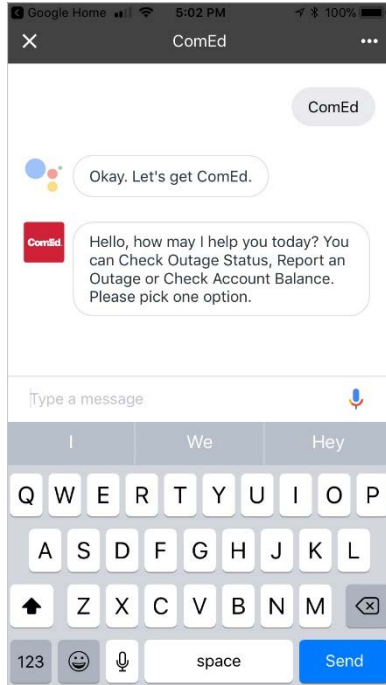 Google Home 5:02 PM 100%
ComEd
ComEd
Okay. Let's get ComEd.
ComEd
Hello, how may I help you today? You
can Check Outage Status, Report an
Outage or Check Account Balance.
Please pick one option.
Type a message
I We Hey
Q W E R T Y U I O P
A S D F G H J K L
Z X C V B N M
123 space Send